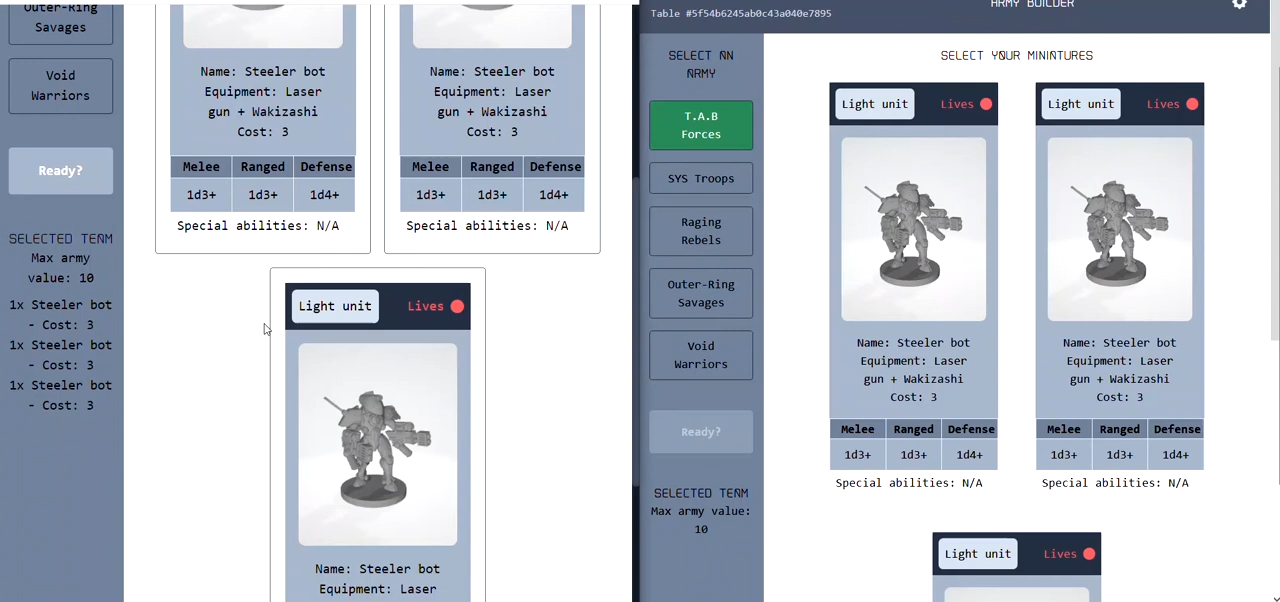 Outer-Ring
Savages
Void
Warriors
Ready?
SELECTED TERM
Max army
value: 10
1x Steeler bot
- Cost: 3
1x Steeler bot
- Cost: 3
1x Steeler bot
- Cost: 3
Name: Steeler bot
Equipment: Laser
gun + Wakizashi
Cost: 3
Melee Ranged Defense
1d3+ 1d3+ 1d4+
Special abilities: N/A
Name: Steeler bot
Equipment: Laser
gun + Wakizashi
Cost: 3
Melee Ranged Defense
1d3+ 1d3+ 1d4+
Special abilities: N/A
Light unit Lives
Name: Steeler bot
Equipment: Laser
Table #5f54b6245ab0c43a040e7895
ARMY BUILDER
SELECT AN
ARMY
T.A.B
Forces
SYS Troops
Raging
Rebels
Outer-Ring
Savages
Void
Warriors
Ready?
SELECTED TERM
Max army value:
10
SELECT YOUR MINIATURES
Light unit Lives
Name: Steeler bot
Equipment: Laser
gun + Wakizashi
Cost: 3
Melee Ranged Defense
1d3+ 1d3+ 1d4+
Special abilities: N/A
Light unit Lives
Name: Steeler bot
Equipment: Laser
gun + Wakizashi
Cost: 3
Melee Ranged Defense
1d3+ 1d3+ 1d4+
Special abilities: N/A
Light unit Lives